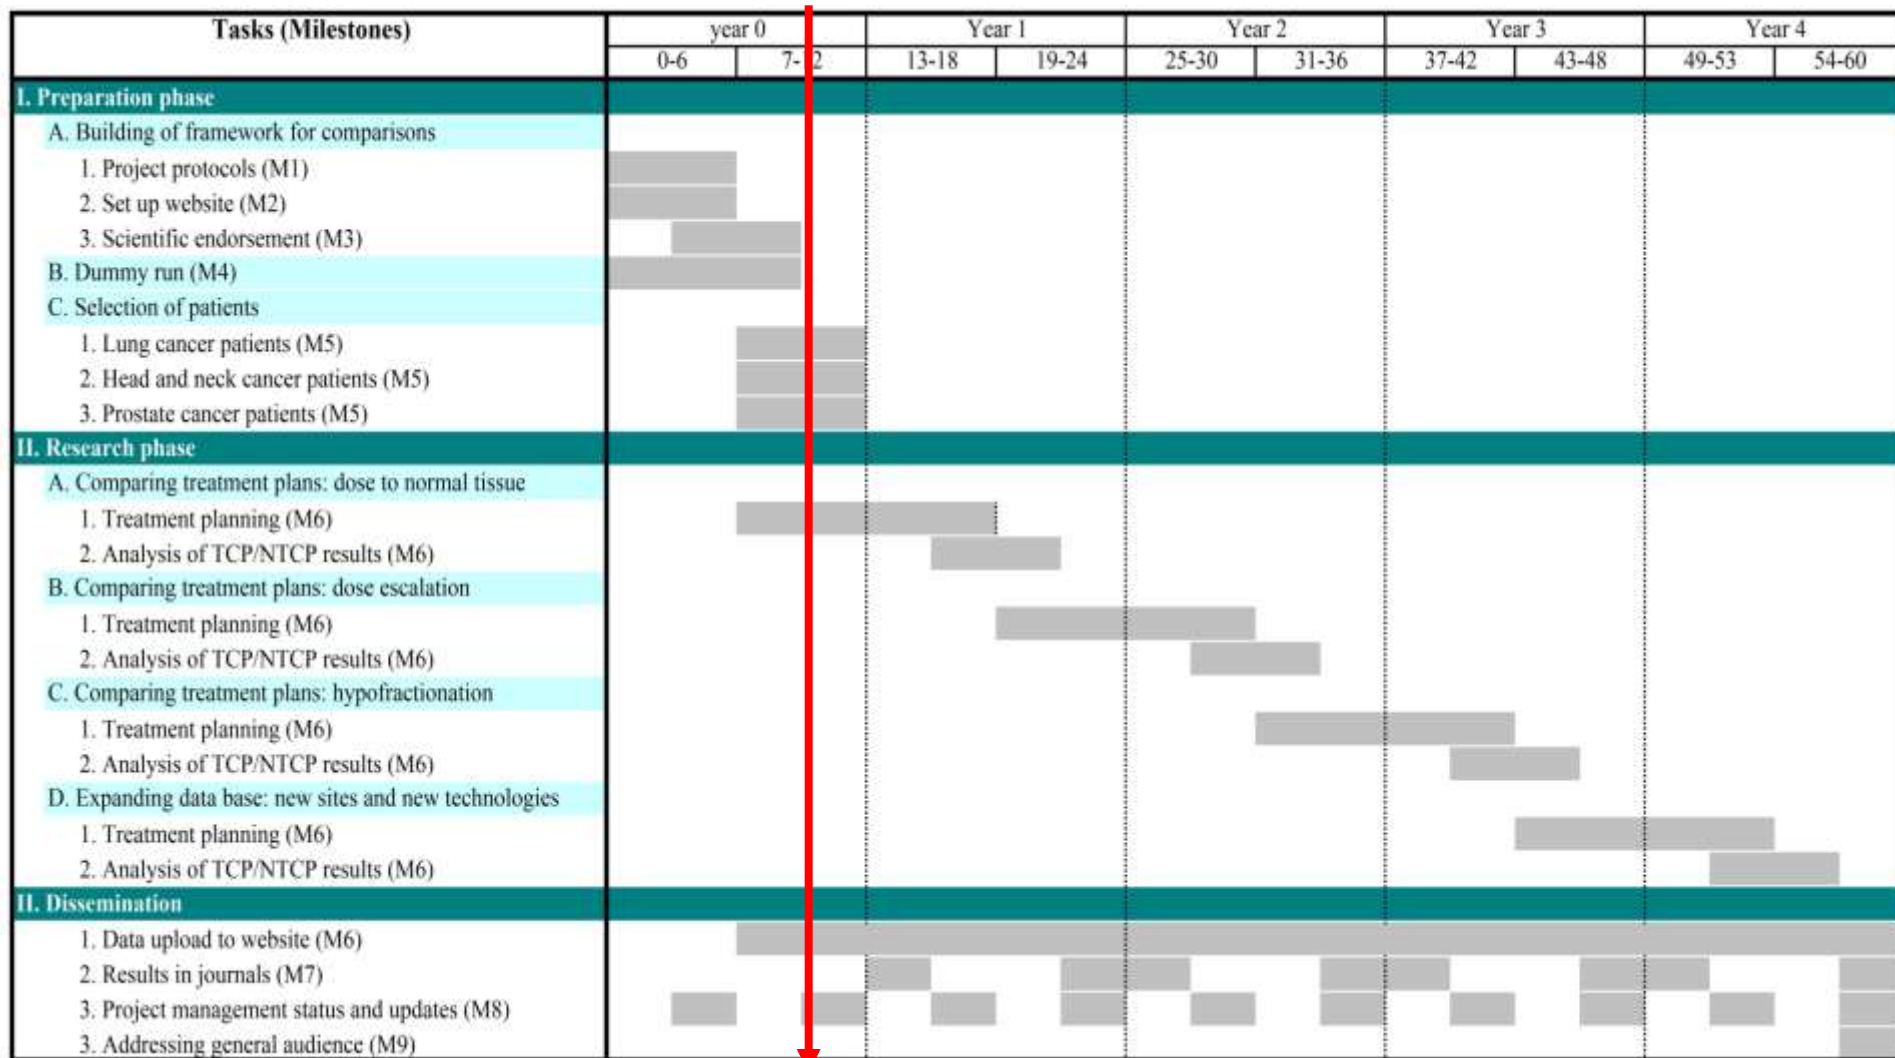 Tasks (Milestones) year 0 Year 1 Year 2 Year 3 Year 4
0-6 7-12 13-18 19-24 25-30 31-36 37-42 43-48 49-53 54-60
I. Preparation phase
A. Building of framework for comparisons
1. Project protocols (M1)
2. Set up website (M2)
3. Scientific endorsement (M3)
B. Dummy run (M4)
C. Selection of patients
1. Lung cancer patients (M5)
2. Head and neck cancer patients (M5)
3. Prostate cancer patients (M5)
II. Research phase
A. Comparing treatment plans: dose to normal tissue
1. Treatment planning (M6)
2. Analysis of TCP/NTCP results (M6)
B. Comparing treatment plans: dose escalation
1. Treatment planning (M6)
2. Analysis of TCP/NTCP results (M6)
C. Comparing treatment plans: hypofractionation
1. Treatment planning (M6)
2. Analysis of TCP/NTCP results (M6)
D. Expanding data base: new sites and new technologies
1. Treatment planning (M6)
2. Analysis of TCP/NTCP results (M6)
II. Dissemination
1. Data upload to website (M6)
2. Results in journals (M7)
3. Project management status and updates (M8)
3. Addressing general audience (M9)